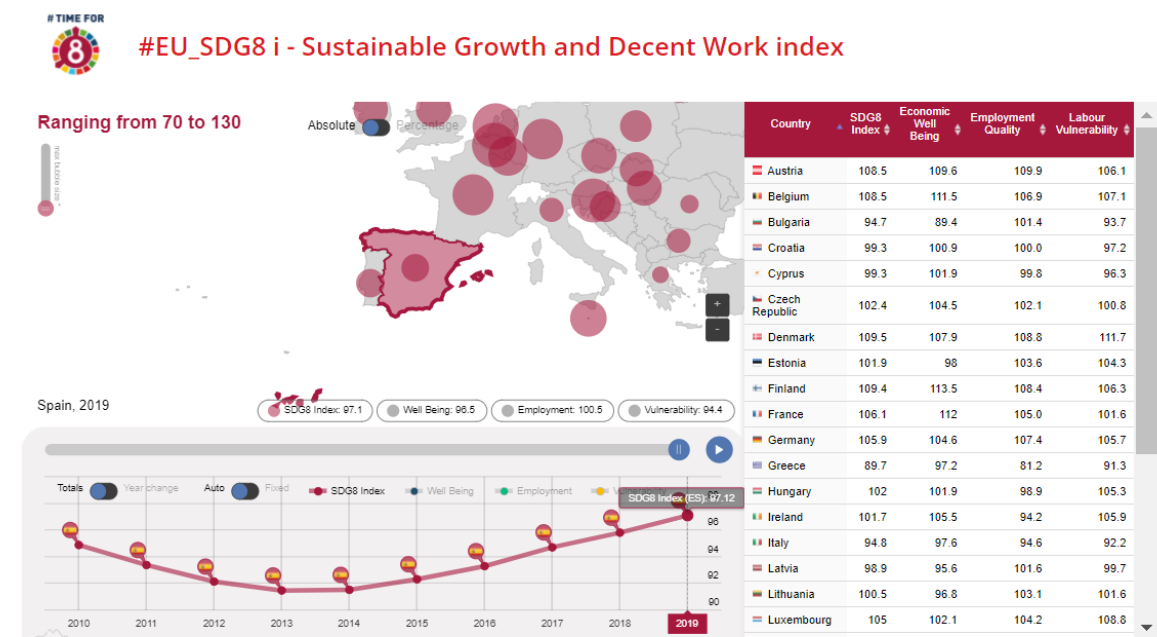 #TIME FOR
8
#EU_SDG8 i - Sustainable Growth and Decent Work index
Ranging from 70 to 130
Absolute Percentage
max bubble size
+
-
Spain, 2019
SDG8 Index: 97.1 Well Being: 96.5 Employment: 100.5 Vulnerability: 94.4
Totals Year change Auto Fixed SDG8 Index Well Being Employment Vulnerability
SDG8 Index (ES): 97.12
98
96
94
92
90
2010 2011 2012 2013 2014 2015 2016 2017 2018 2019
Country SDG8 Index Economic Well Being Employment Quality Labour Vulnerability
Austria 108.5 109.6 109.9 106.1
Belgium 108.5 111.5 106.9 107.1
Bulgaria 94.7 89.4 101.4 93.7
Croatia 99.3 100.9 100.0 97.2
Cyprus 99.3 101.9 99.8 96.3
Czech Republic 102.4 104.5 102.1 100.8
Denmark 109.5 107.9 108.8 111.7
Estonia 101.9 98 103.6 104.3
Finland 109.4 113.5 108.4 106.3
France 106.1 112 105.0 101.6
Germany 105.9 104.6 107.4 105.7
Greece 89.7 97.2 81.2 91.3
Hungary 102 101.9 98.9 105.3
Ireland 101.7 105.5 94.2 105.9
Italy 94.8 97.6 94.6 92.2
Latvia 98.9 95.6 101.6 99.7
Lithuania 100.5 96.8 103.1 101.6
Luxembourg 105 102.1 104.2 108.8